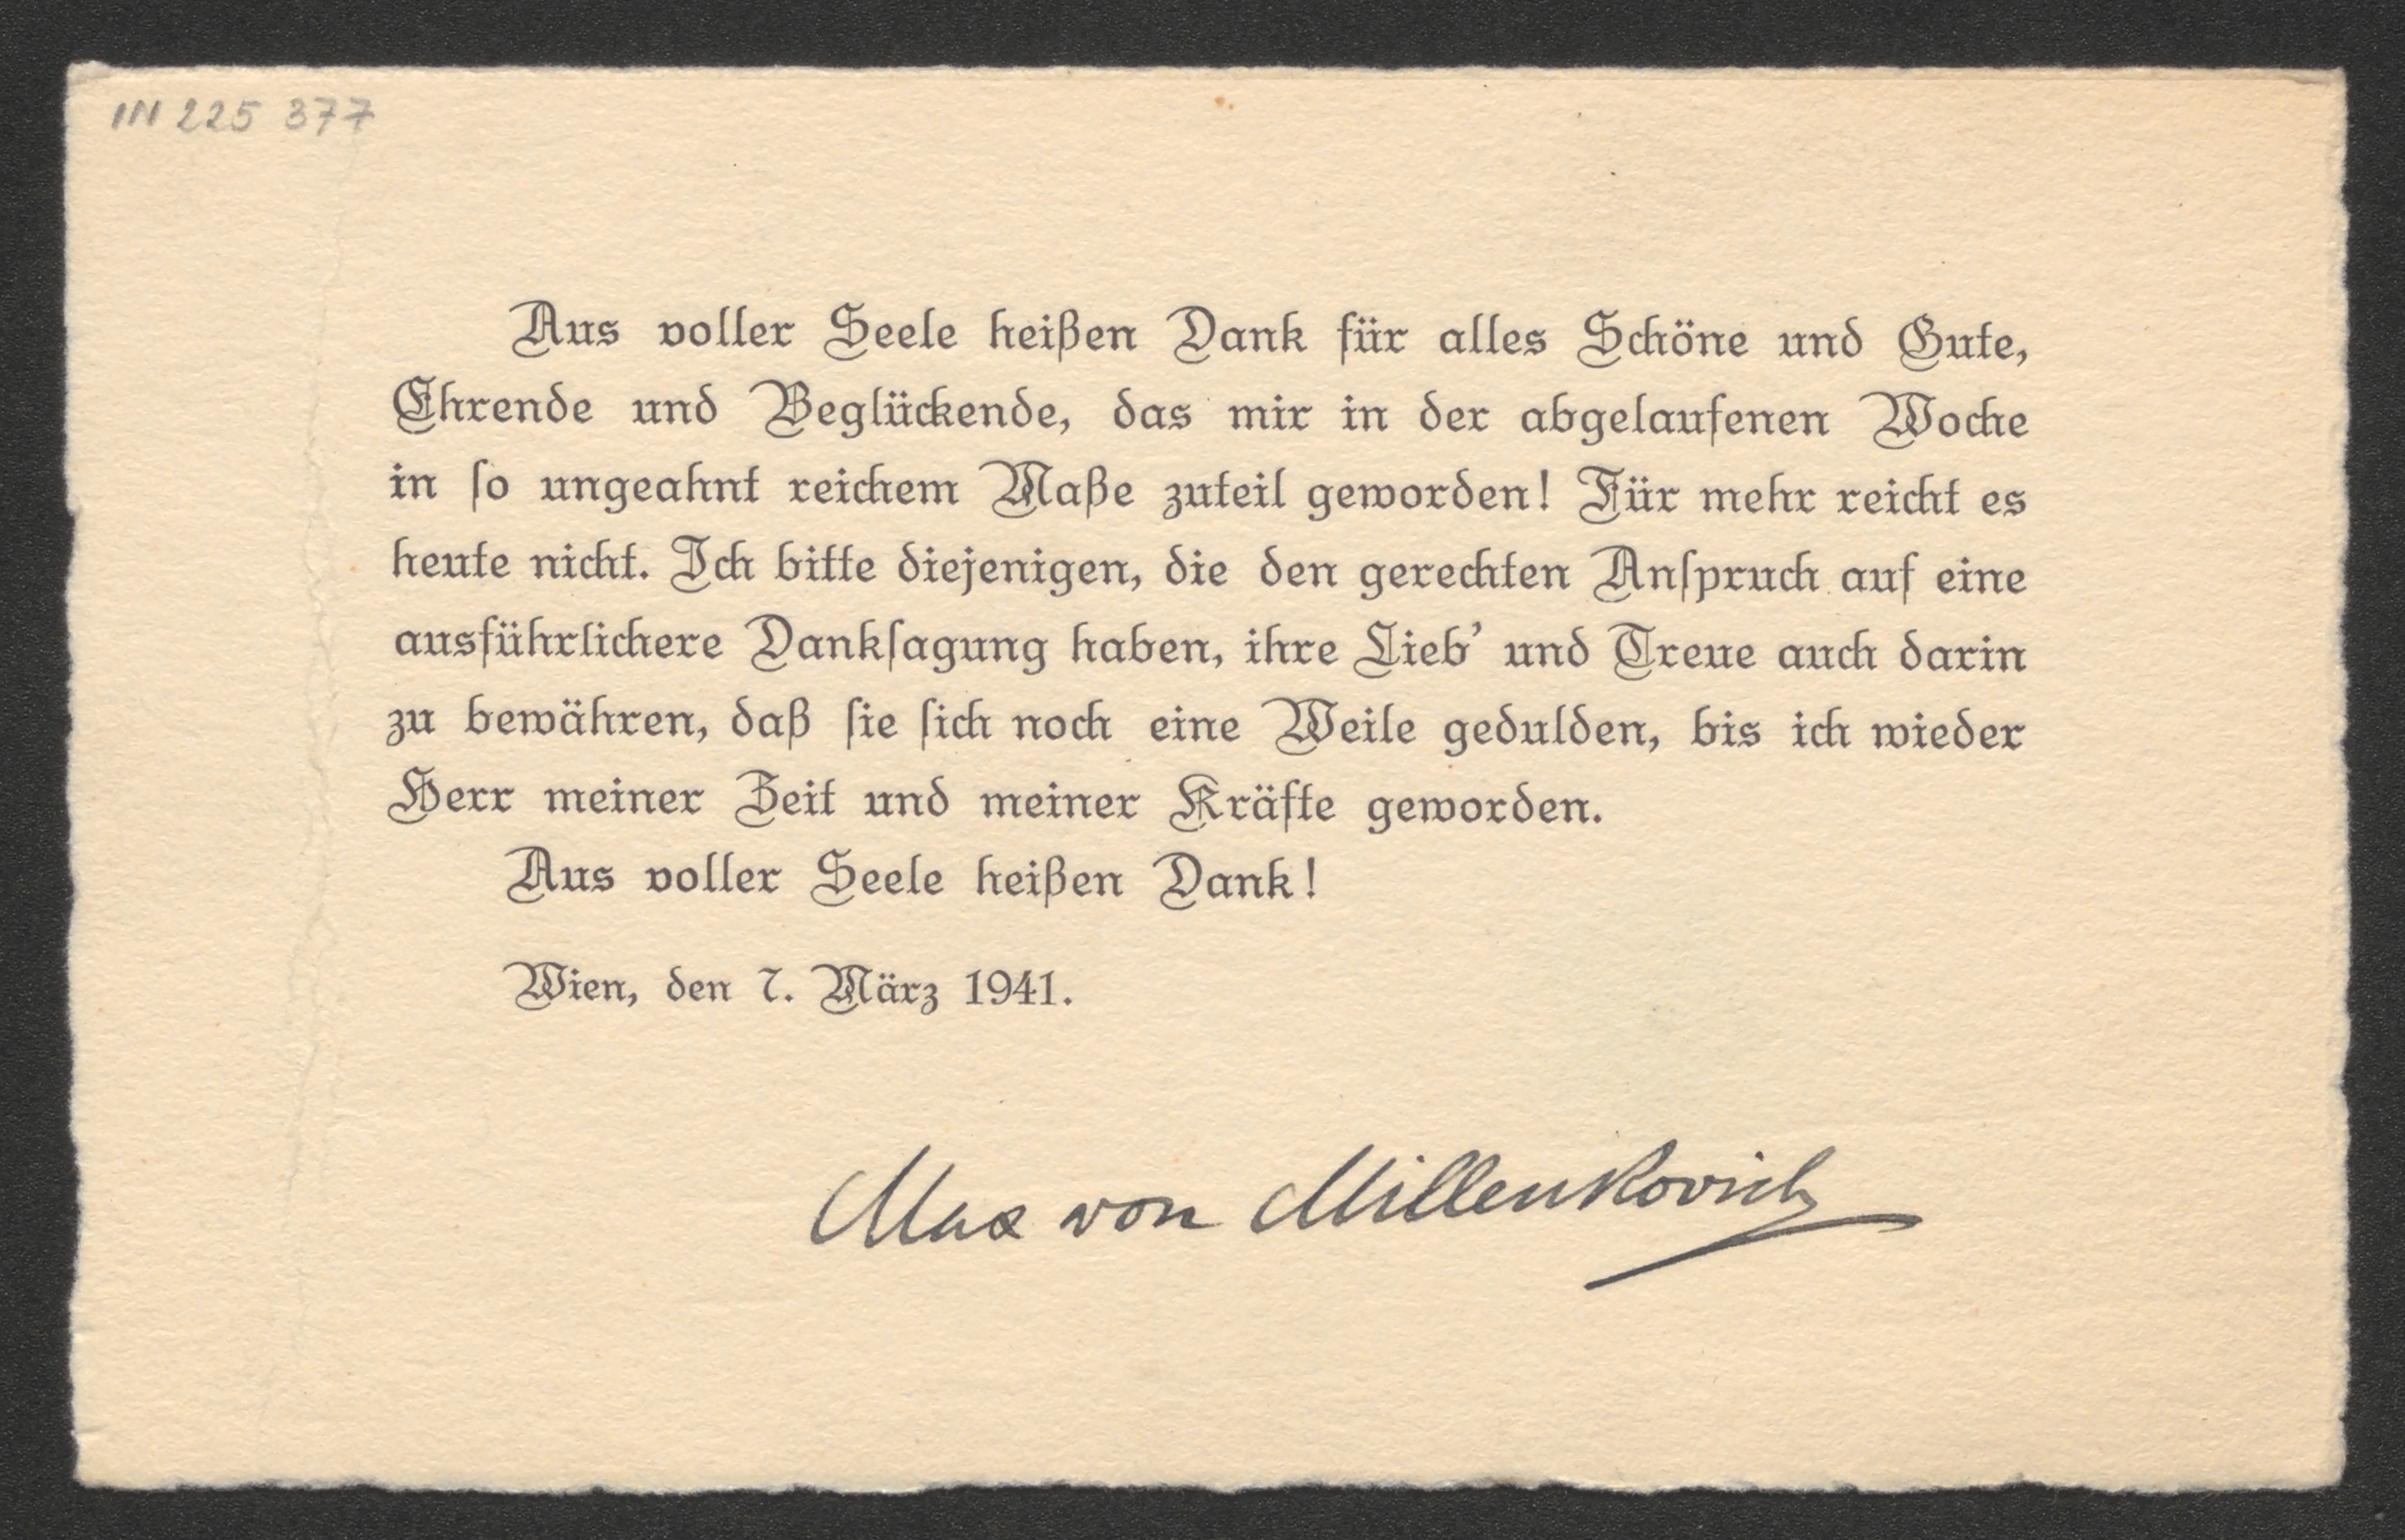 IN 225 377
Aus voller Seele heißen Dank für alles Schöne und Gute,
Ehrende und Beglückende, das mir in der abgelaufenen Woche
in ſo ungeahnt reichem Maße zuteil geworden! Für mehr reicht es
heute nicht. Ich bitte diejenigen, die den gerechten Anſpruch auf eine
ausführlichere Dankſagung haben, ihre Lieb' und Treue auch darin
zu bewähren, daß ſie ſich noch eine Weile gedulden, bis ich wieder
Herr meiner Zeit und meiner Kräfte geworden.
Aus voller Seele heißen Dank!
Wien, den 7. März 1941.
Max von Millenkovich